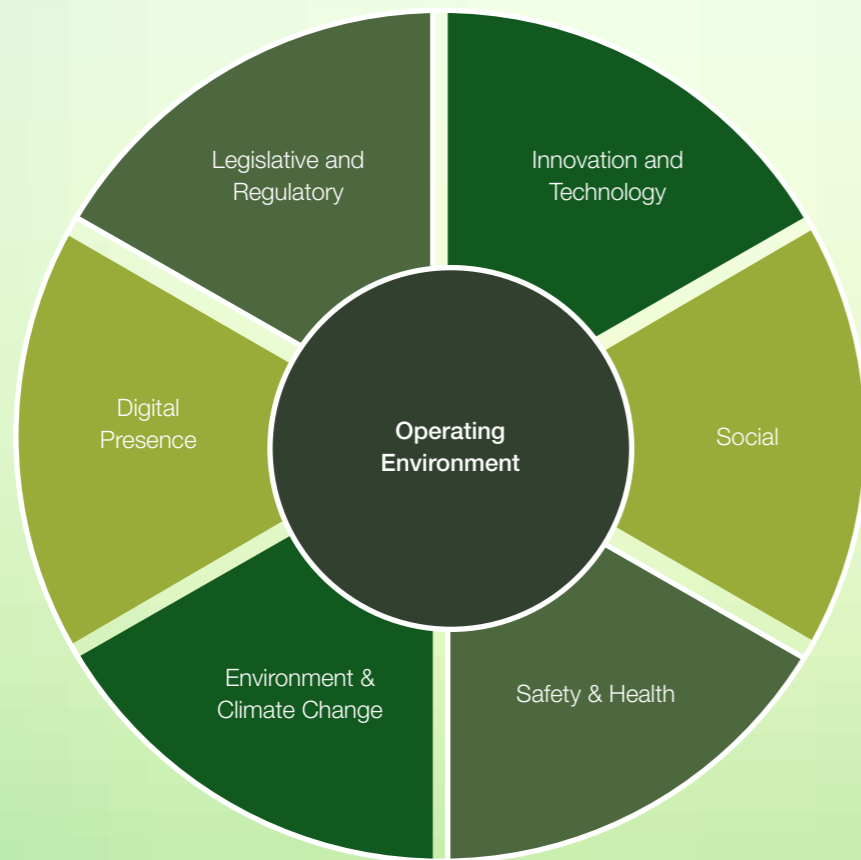 Legislative and
Regulatory
Innovation and
Technology
Digital
Presence
Operating
Environment
Social
Environment &
Climate Change
Safety & Health